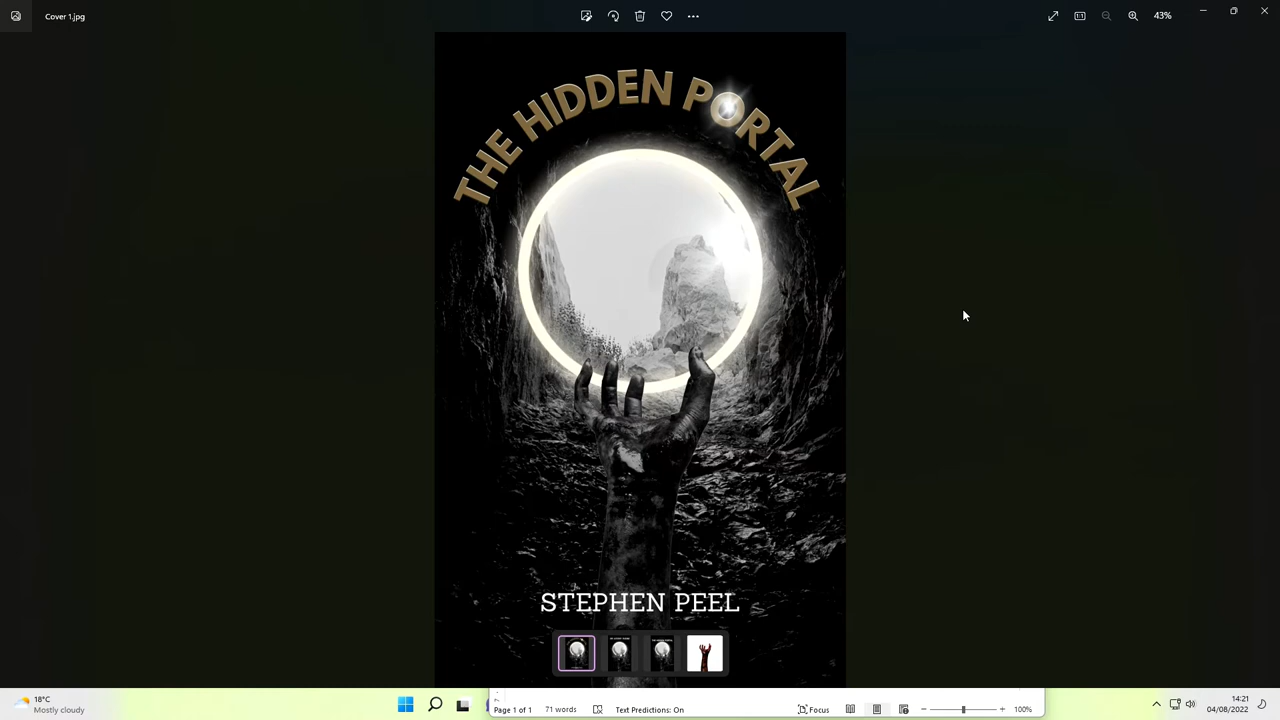 Cover 1.jpg
43%
THE HIDDEN PORTAL
STEPHEN PEEL
18°C
Mostly cloudy
Page 1 of 1
71 words
Text Predictions: On
Focus
100%
14:21
04/08/2022